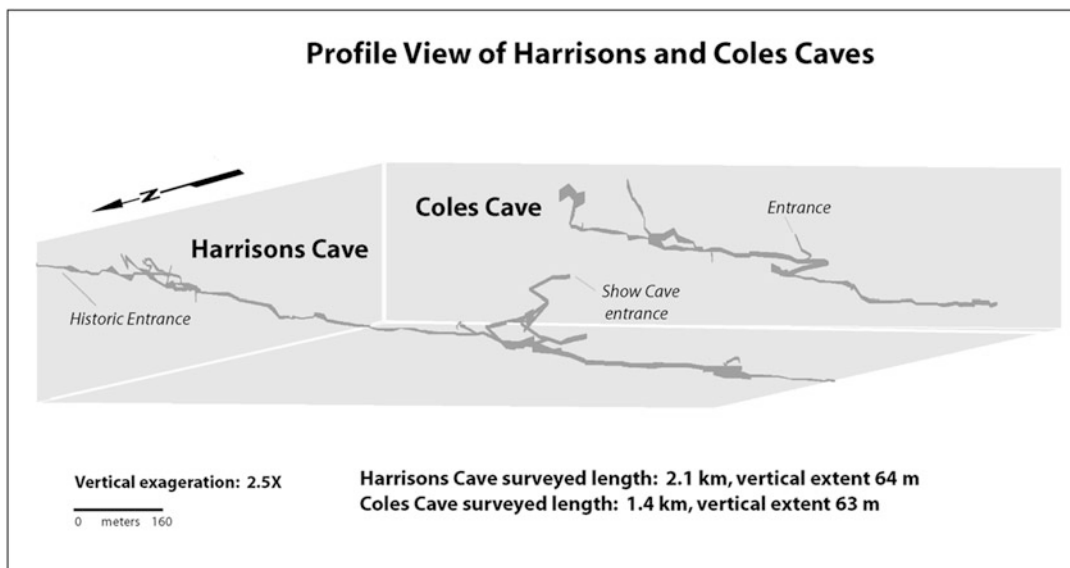 Profile View of Harrisons and Coles Caves
N
Coles Cave
Entrance
Harrisons Cave
Show Cave
entrance
Historic Entrance
Vertical exageration: 2.5X
0 meters 160
Harrisons Cave surveyed length: 2.1 km, vertical extent 64 m
Coles Cave surveyed length: 1.4 km, vertical extent 63 m